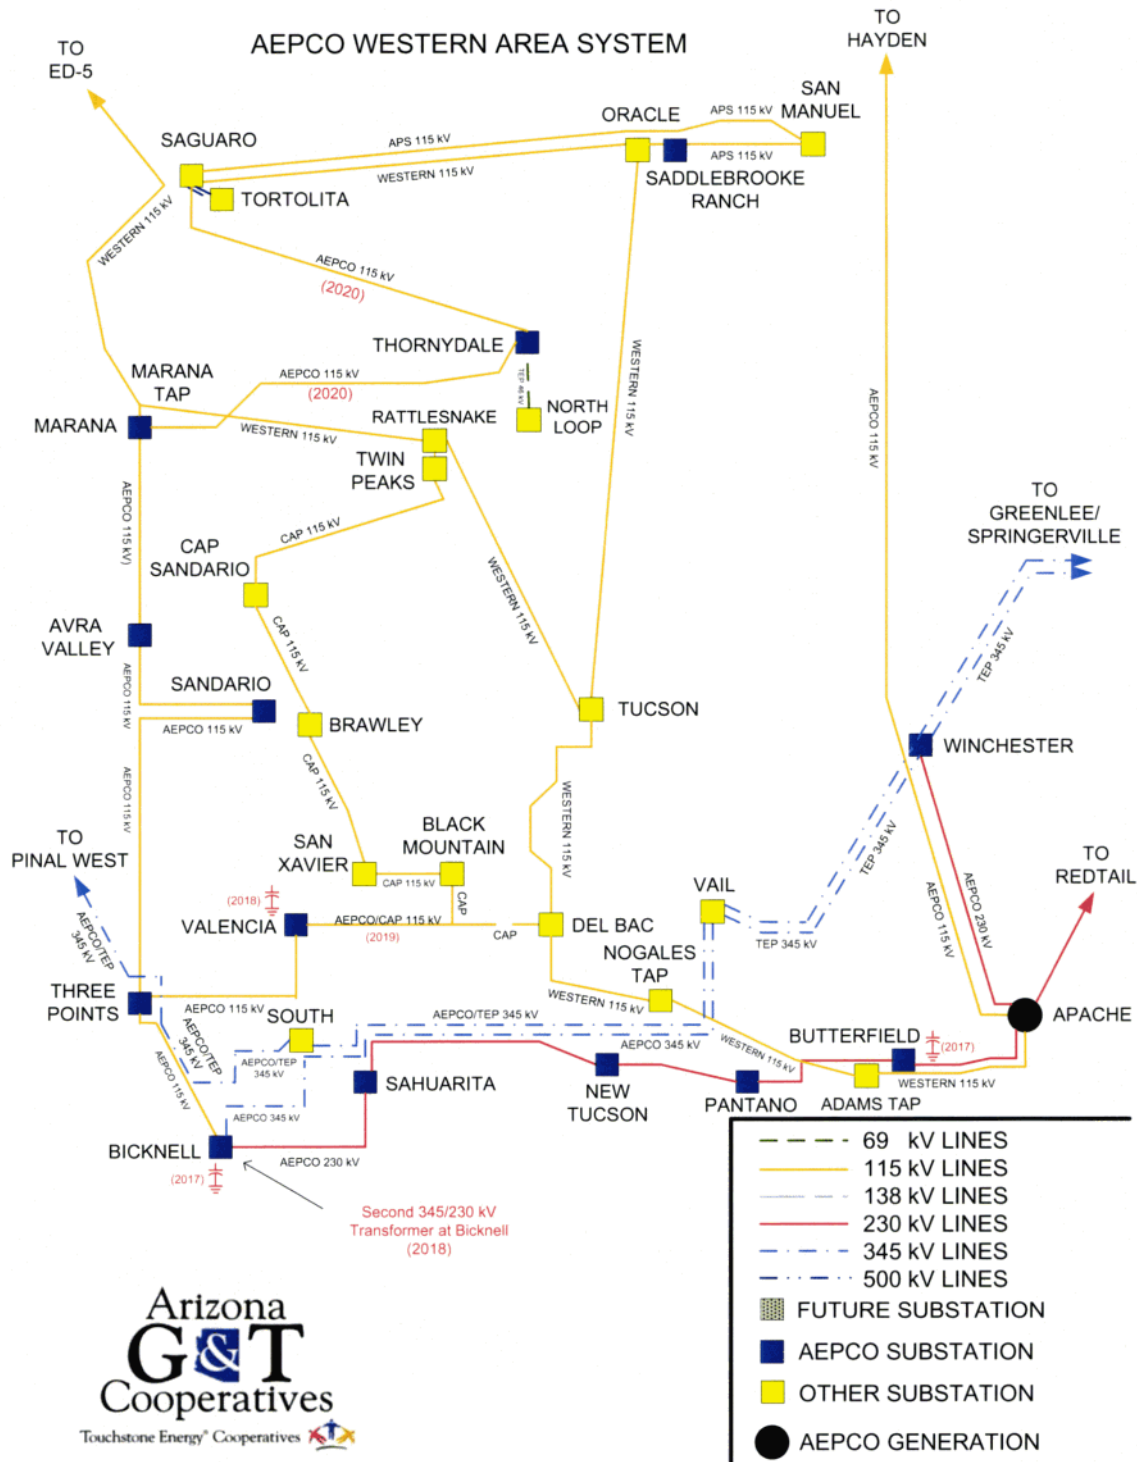 AEPCO WESTERN AREA SYSTEM
TO
ED-5
TO
HAYDEN
SAN
MANUEL
ORACLE
SAGUARO
APS 115 kV
APS 115 kV
WESTERN 115 kV
APS 115 kV
SADDLEBROOKE
RANCH
TORTOLITA
WESTERN 115 kV
AEPCO 115 kV
(2020)
THORNYDALE
MARANA
TAP
AEPCO 115 kV
(2020)
TEP 46 kV
WESTERN 115 kV
AEPCO 115 kV
MARANA
RATTLESNAKE
NORTH
LOOP
WESTERN 115 kV
TWIN
PEAKS
AEPCO 115 kV)
CAP 115 kV
TO
GREENLEE/
SPRINGERVILLE
CAP
SANDARIO
WESTERN 115 kV
AVRA
VALLEY
CAP 115 kV
TEP 345 kV
AEPCO 115 kV
SANDARIO
AEPCO 115 kV
BRAWLEY
TUCSON
WINCHESTER
AEPCO 115 kV
CAP 115 kV
WESTERN 115 kV
TEP 345 kV
TO
PINAL WEST
SAN
XAVIER
BLACK
MOUNTAIN
CAP 115 kV
TO
REDTAIL
VAIL
(2018)
CAP
VALENCIA
AEPCO/CAP 115 kV
(2019)
CAP
DEL BAC
TEP 345 kV
AEPCO 115 kV
AEPCO 230 kV
AEPCO/TEP
345 kV
NOGALES
TAP
THREE
POINTS
AEPCO 115 kV
WESTERN 115 kV
SOUTH
AEPCO/TEP 345 kV
APACHE
AEPCO/TEP
345 kV
AEPCO 345 kV
WESTERN 115 kV
BUTTERFIELD
(2017)
AEPCO/TEP
345 kV
AEPCO 115 kV
SAHUARITA
NEW
TUCSON
PANTANO
ADAMS TAP
WESTERN 115 kV
AEPCO 345 kV
BICKNELL
AEPCO 230 kV
(2017)
Second 345/230 kV
Transformer at Bicknell
(2018)
69 kV LINES
115 kV LINES
138 kV LINES
230 kV LINES
345 kV LINES
500 kV LINES
FUTURE SUBSTATION
AEPCO SUBSTATION
OTHER SUBSTATION
AEPCO GENERATION
Arizona
G&T
Cooperatives
Touchstone Energy® Cooperatives